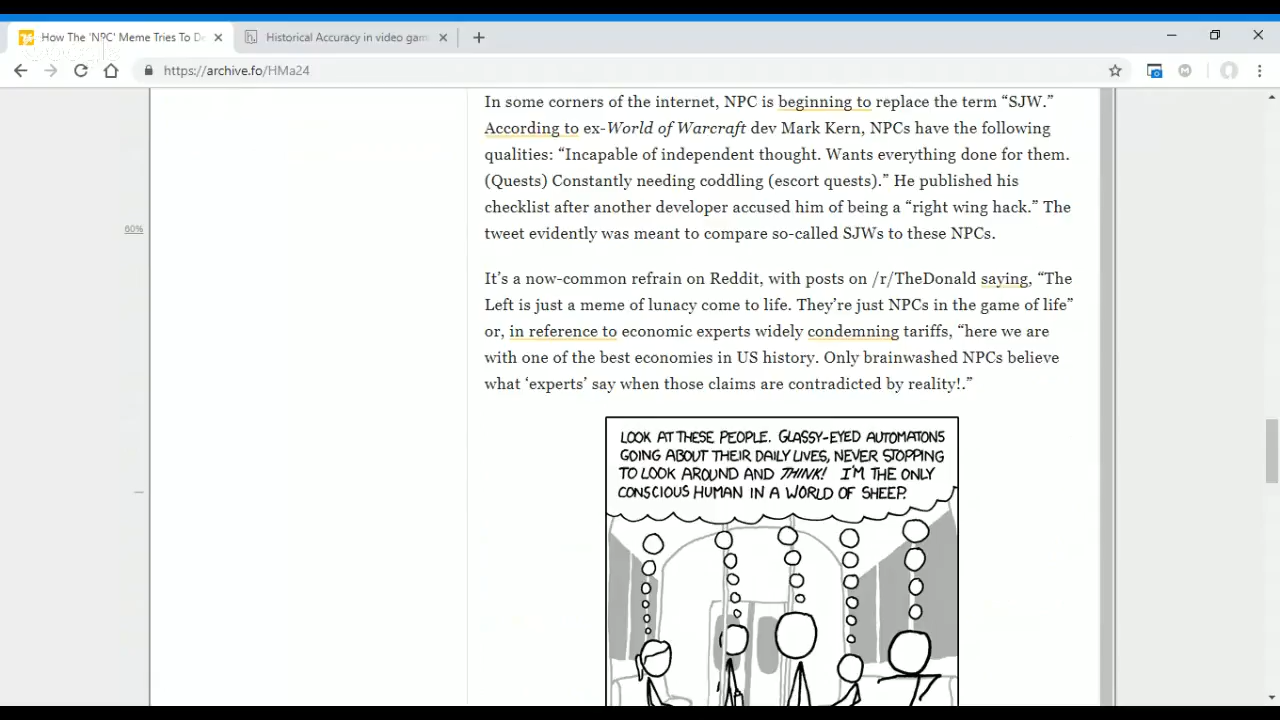 How The 'NPC' Meme Tries To De
Historical Accuracy in video gam
https://archive.fo/HMa24
In some corners of the internet, NPC is beginning to replace the term “SJW.”
According to ex-World of Warcraft dev Mark Kern, NPCs have the following
qualities: “Incapable of independent thought. Wants everything done for them.
(Quests) Constantly needing coddling (escort quests).” He published his
checklist after another developer accused him of being a “right wing hack.” The
60%
tweet evidently was meant to compare so-called SJWs to these NPCs.
It’s a now-common refrain on Reddit, with posts on /r/TheDonald saying, “The
Left is just a meme of lunacy come to life. They’re just NPCs in the game of life”
or, in reference to economic experts widely condemning tariffs, “here we are
with one of the best economies in US history. Only brainwashed NPCs believe
what ‘experts’ say when those claims are contradicted by reality!.”
LOOK AT THESE PEOPLE. GLASSY-EYED AUTOMATONS
GOING ABOUT THEIR DAILY LIVES, NEVER STOPPING
TO LOOK AROUND AND THINK! I'M THE ONLY
CONSCIOUS HUMAN IN A WORLD OF SHEEP.